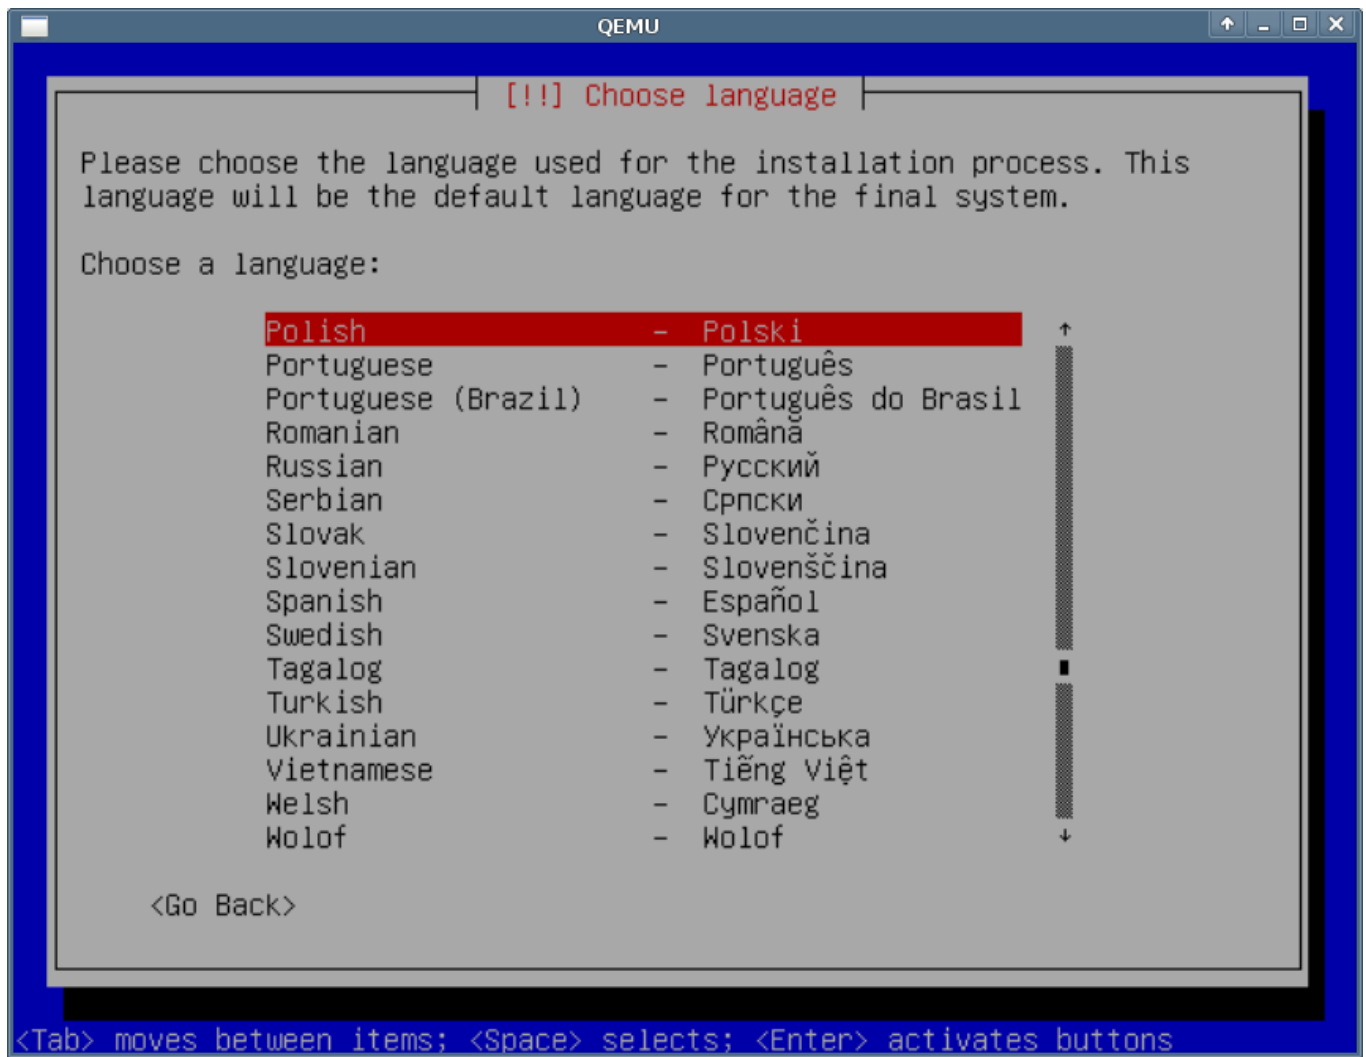 QEMU
[!!] Choose language
Please choose the language used for the installation process. This
language will be the default language for the final system.
Choose a language:
Polish - Polski
Portuguese - Português
Portuguese (Brazil) - Português do Brasil
Romanian - Română
Russian - Русский
Serbian - Српски
Slovak - Slovenčina
Slovenian - Slovenščina
Spanish - Español
Swedish - Svenska
Tagalog - Tagalog
Turkish - Türkçe
Ukrainian - Українська
Vietnamese - Tiếng Việt
Welsh - Cymraeg
Wolof - Wolof
<Go Back>
<Tab> moves between items; <Space> selects; <Enter> activates buttons